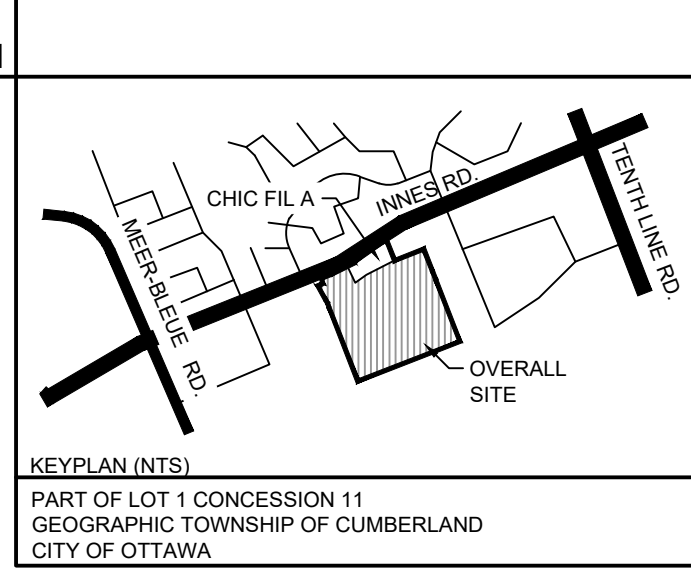 CHIC FIL A
INNES RD.
TENTH LINE RD.
MEER-BLEUE RD.
OVERALL
SITE
KEYPLAN (NTS)
PART OF LOT 1 CONCESSION 11
GEOGRAPHIC TOWNSHIP OF CUMBERLAND
CITY OF OTTAWA